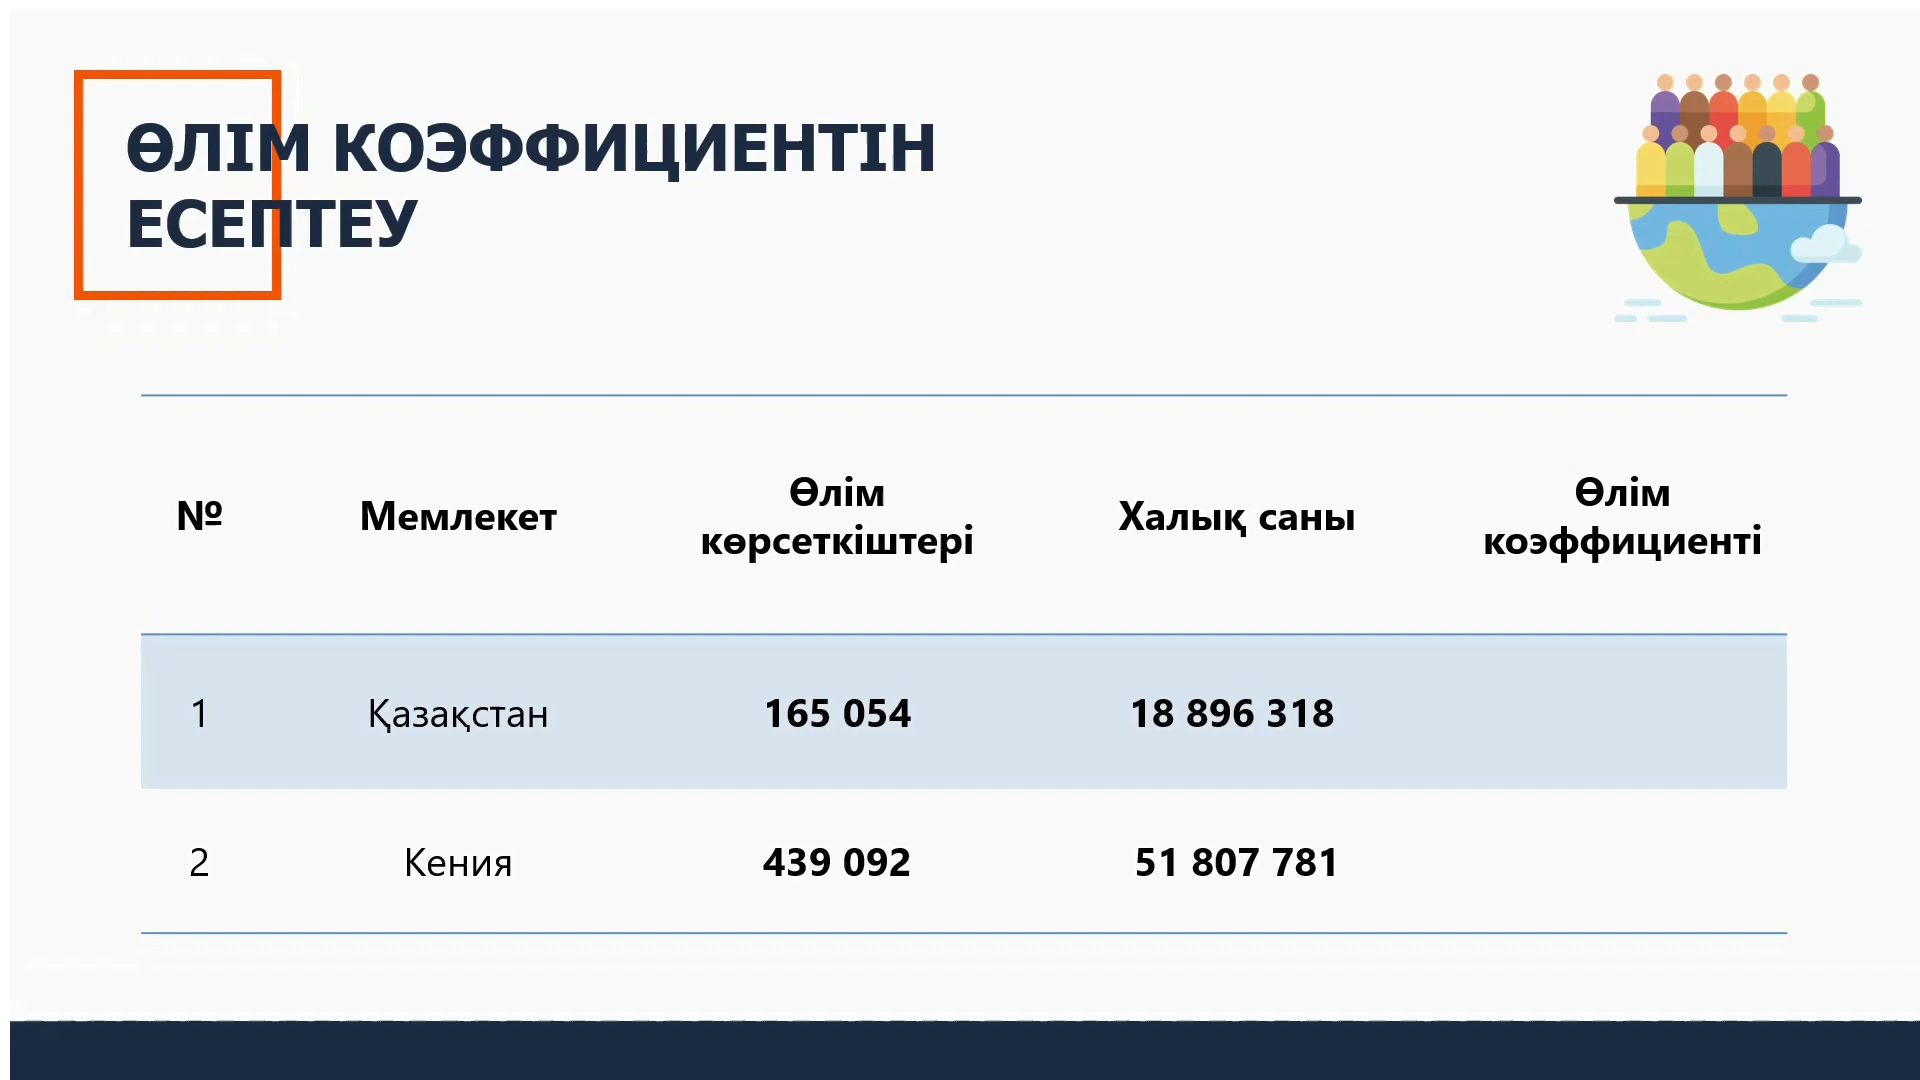 ӨЛІМ КОЭФФИЦИЕНТІН
ЕСЕПТЕУ
№ Мемлекет Өлім көрсеткіштері Халық саны Өлім коэффициенті
1 Қазақстан 165 054 18 896 318
2 Кения 439 092 51 807 781